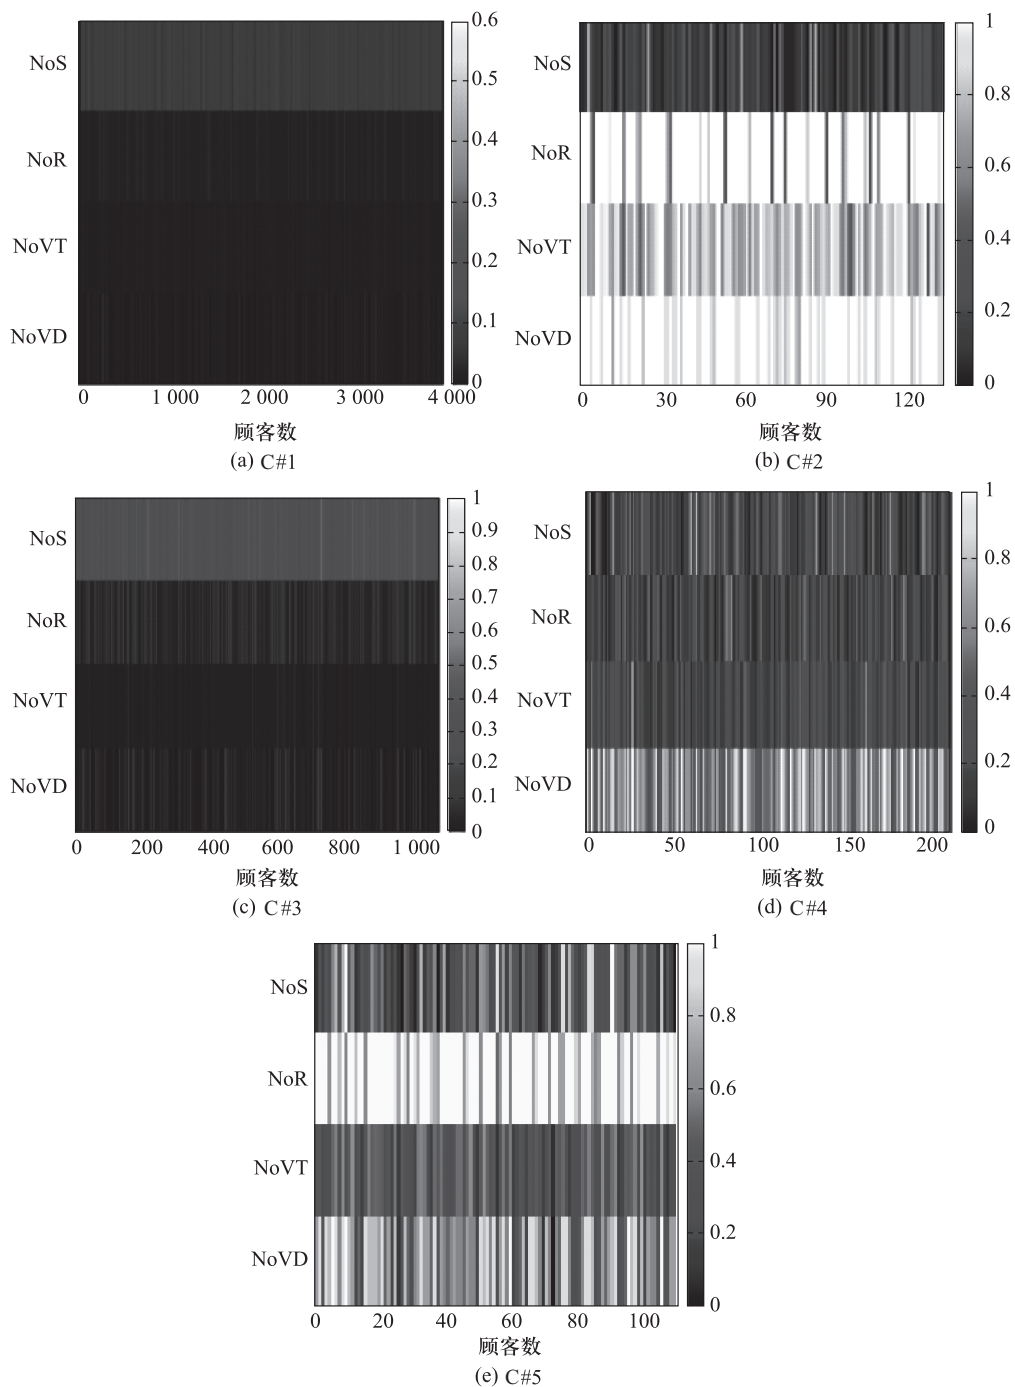 NoS
NoR
NoVT
NoVD
0.6
0.5
0.4
0.3
0.2
0.1
0
0 1 000 2 000 3 000 4 000
顾客数
(a) C#1
NoS
NoR
NoVT
NoVD
1
0.8
0.6
0.4
0.2
0
0 30 60 90 120
顾客数
(b) C#2
NoS
NoR
NoVT
NoVD
1
0.9
0.8
0.7
0.6
0.5
0.4
0.3
0.2
0.1
0
0 200 400 600 800 1 000
顾客数
(c) C#3
NoS
NoR
NoVT
NoVD
1
0.8
0.6
0.4
0.2
0
0 50 100 150 200
顾客数
(d) C#4
NoS
NoR
NoVT
NoVD
1
0.8
0.6
0.4
0.2
0
0 20 40 60 80 100
顾客数
(e) C#5